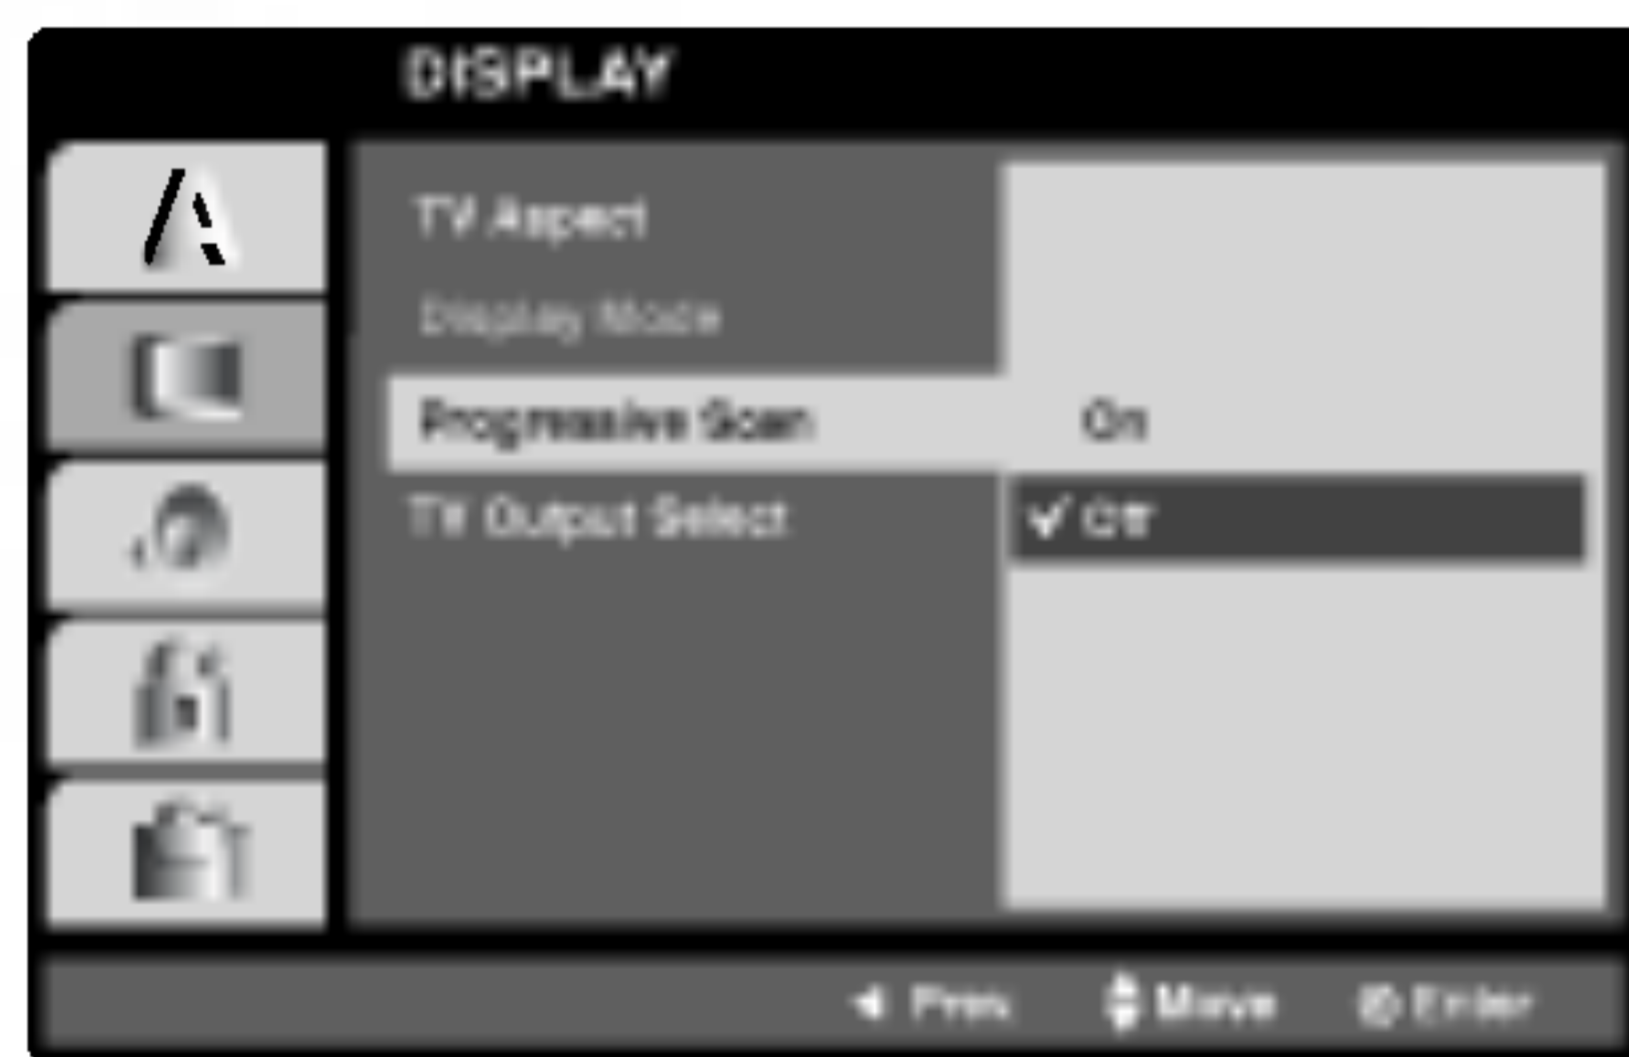 DISPLAY
TV Aspect
Display Mode
Progressive Scan On
TV Output Select ✓ Off
◄ Prev. Move Enter